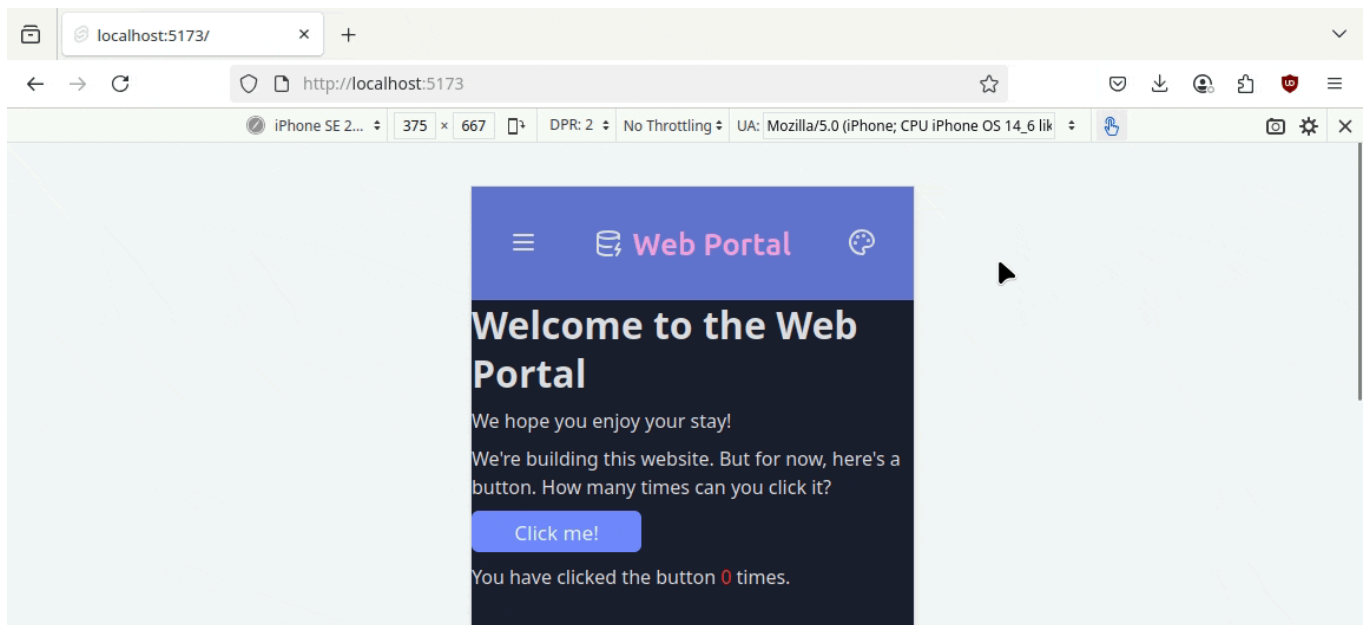 localhost:5173/
http://localhost:5173
iPhone SE 2... 375 × 667 DPR: 2 No Throttling UA: Mozilla/5.0 (iPhone; CPU iPhone OS 14_6 lik
Web Portal
Welcome to the Web
Portal
We hope you enjoy your stay!
We're building this website. But for now, here's a
button. How many times can you click it?
Click me!
You have clicked the button 0 times.